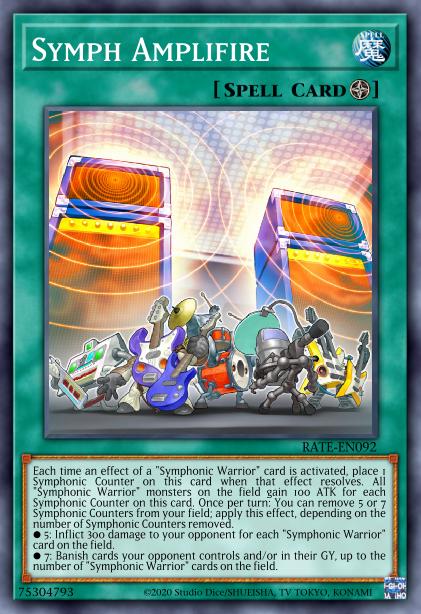 SYMPH AMPLIFIRE
SPELL
魔
[SPELL CARD]
RATE-EN092
Each time an effect of a "Symphonic Warrior" card is activated, place 1
Symphonic Counter on this card when that effect resolves. All
"Symphonic Warrior" monsters on the field gain 100 ATK for each
Symphonic Counter on this card. Once per turn: You can remove 5 or 7
Symphonic Counters from your field; apply this effect, depending on the
number of Symphonic Counters removed.
● 5: Inflict 300 damage to your opponent for each "Symphonic Warrior"
card on the field.
● 7: Banish cards your opponent controls and/or in their GY, up to the
number of "Symphonic Warrior" cards on the field.
75304793
©2020 Studio Dice/SHUEISHA, TV TOKYO, KONAMI